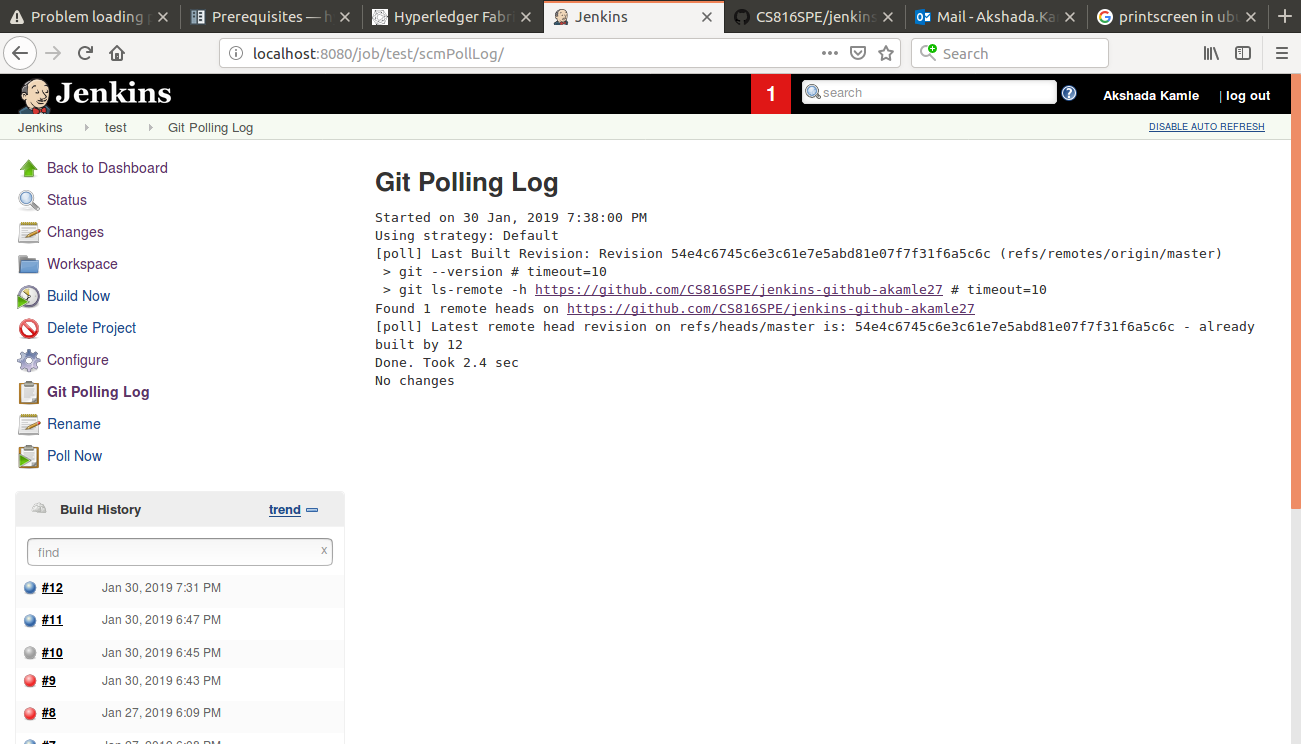 Problem loading p
Prerequisites — h
Hyperledger Fabri
Jenkins
CS816SPE/jenkins
Mail - Akshada.Ka
printscreen in ubu
localhost:8080/job/test/scmPollLog/
Search
Jenkins
1
search
Akshada Kamle
| log out
Jenkins
test
Git Polling Log
DISABLE AUTO REFRESH
Back to Dashboard
Status
Changes
Workspace
Build Now
Delete Project
Configure
Git Polling Log
Rename
Poll Now
Git Polling Log
Started on 30 Jan, 2019 7:38:00 PM
Using strategy: Default
[poll] Last Built Revision: Revision 54e4c6745c6e3c61e7e5abd81e07f7f31f6a5c6c (refs/remotes/origin/master)
> git --version # timeout=10
> git ls-remote -h https://github.com/CS816SPE/jenkins-github-akamle27 # timeout=10
Found 1 remote heads on https://github.com/CS816SPE/jenkins-github-akamle27
[poll] Latest remote head revision on refs/heads/master is: 54e4c6745c6e3c61e7e5abd81e07f7f31f6a5c6c - already
built by 12
Done. Took 2.4 sec
No changes
Build History
trend
find
x
#12 Jan 30, 2019 7:31 PM
#11 Jan 30, 2019 6:47 PM
#10 Jan 30, 2019 6:45 PM
#9 Jan 30, 2019 6:43 PM
#8 Jan 27, 2019 6:09 PM